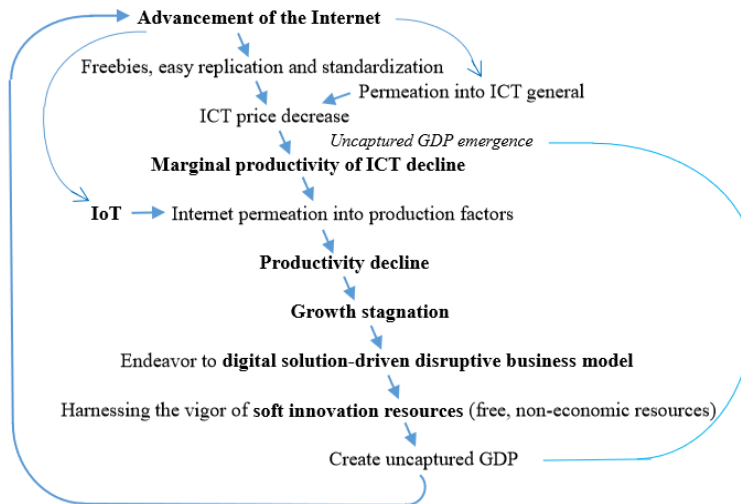 Advancement of the Internet
Freebies, easy replication and standardization
Permeation into ICT general
ICT price decrease
Uncaptured GDP emergence
Marginal productivity of ICT decline
IoT
Internet permeation into production factors
Productivity decline
Growth stagnation
Endeavor to digital solution-driven disruptive business model
Harnessing the vigor of soft innovation resources (free, non-economic resources)
Create uncaptured GDP